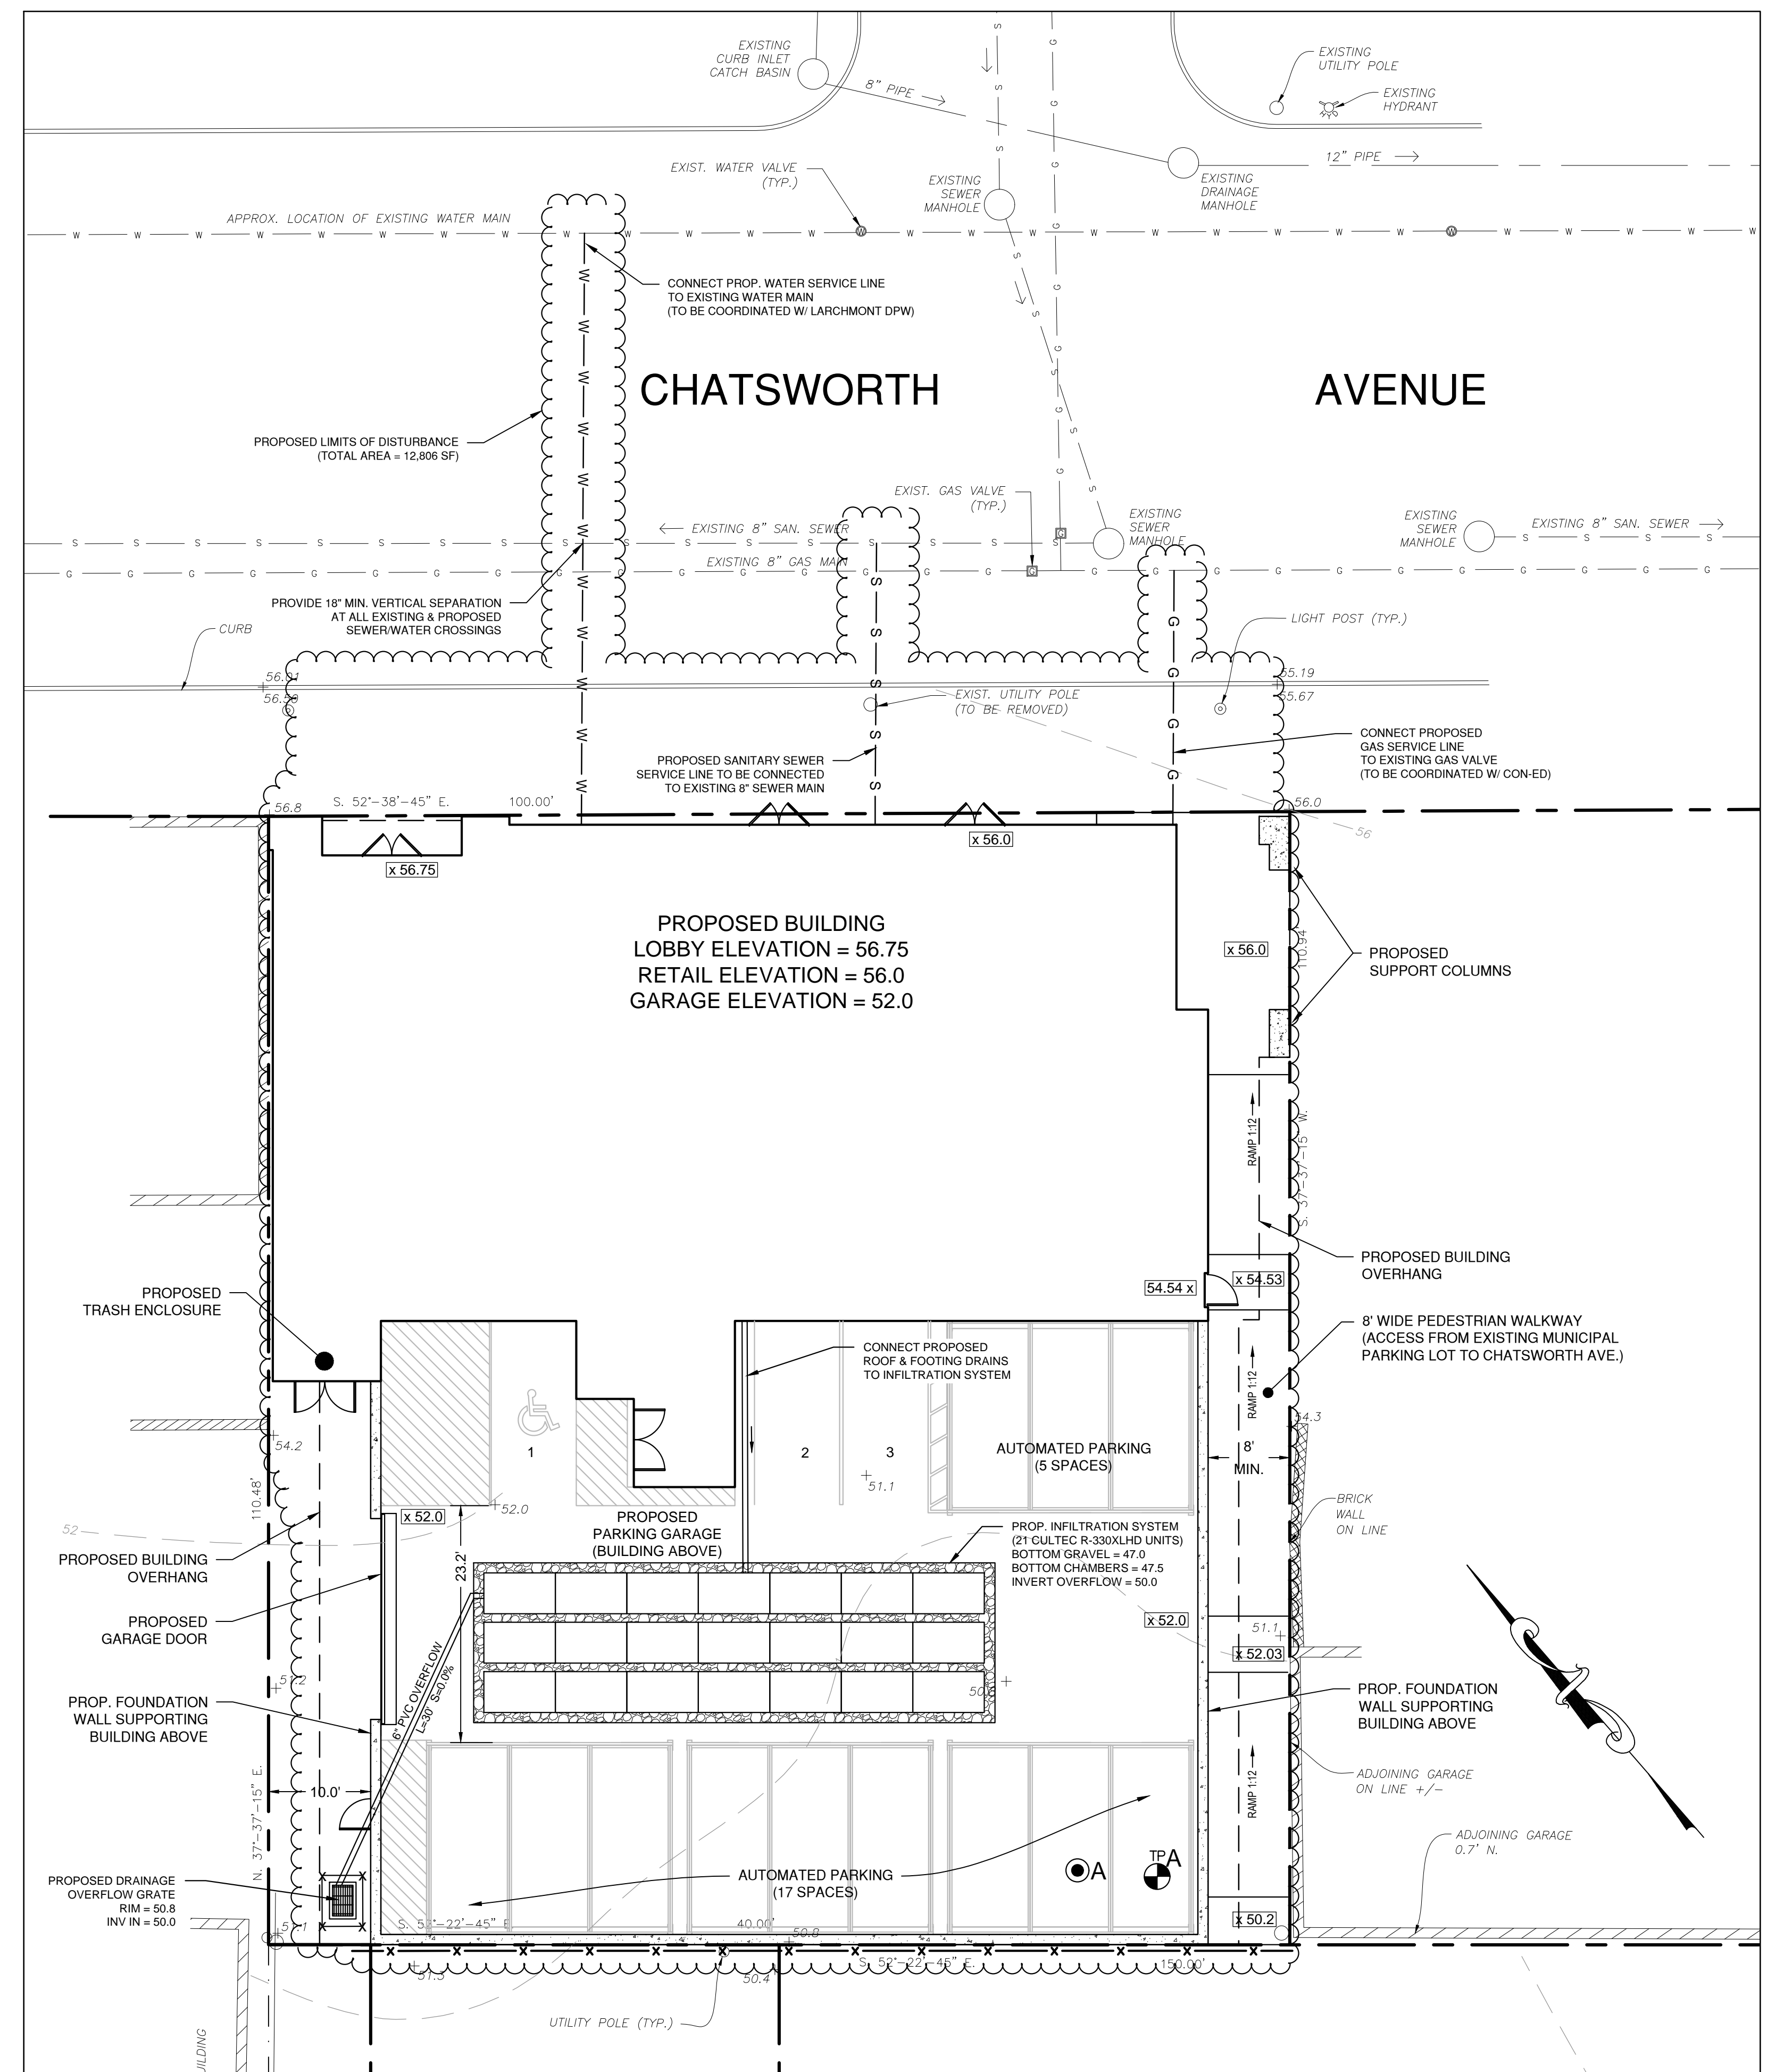 EXISTING
CURB INLET
CATCH BASIN
8" PIPE
EXISTING
UTILITY POLE
EXISTING
HYDRANT
12" PIPE
EXIST. WATER VALVE
(TYP.)
EXISTING
SEWER
MANHOLE
EXISTING
DRAINAGE
MANHOLE
APPROX. LOCATION OF EXISTING WATER MAIN
CONNECT PROP. WATER SERVICE LINE
TO EXISTING WATER MAIN
(TO BE COORDINATED W/ LARCHMONT DPW)
CHATSWORTH AVENUE
PROPOSED LIMITS OF DISTURBANCE
(TOTAL AREA = 12,806 SF)
EXIST. GAS VALVE
(TYP.)
EXISTING 8" SAN. SEWER
EXISTING
SEWER
MANHOLE
EXISTING
SEWER
MANHOLE
EXISTING 8" SAN. SEWER
EXISTING 8" GAS MAIN
PROVIDE 18" MIN. VERTICAL SEPARATION
AT ALL EXISTING & PROPOSED
SEWER/WATER CROSSINGS
CURB
LIGHT POST (TYP.)
56.01
56.50
55.19
55.67
EXIST. UTILITY POLE
(TO BE REMOVED)
PROPOSED SANITARY SEWER
SERVICE LINE TO BE CONNECTED
TO EXISTING 8" SEWER MAIN
CONNECT PROPOSED
GAS SERVICE LINE
TO EXISTING GAS VALVE
(TO BE COORDINATED W/ CON-ED)
56.8
S. 52°-38'-45" E. 100.00'
56.0
56
x 56.75
x 56.0
PROPOSED BUILDING
LOBBY ELEVATION = 56.75
RETAIL ELEVATION = 56.0
GARAGE ELEVATION = 52.0
x 56.0
110.94'
PROPOSED
SUPPORT COLUMNS
RAMP 1:12
S. 37°-37'-15" W.
PROPOSED BUILDING
OVERHANG
54.54 x
x 54.53
PROPOSED
TRASH ENCLOSURE
8' WIDE PEDESTRIAN WALKWAY
(ACCESS FROM EXISTING MUNICIPAL
PARKING LOT TO CHATSWORTH AVE.)
CONNECT PROPOSED
ROOF & FOOTING DRAINS
TO INFILTRATION SYSTEM
RAMP 1:12
54.3
54.2
1
2
3
AUTOMATED PARKING
(5 SPACES)
8'
MIN.
51.1
110.48'
52.0
x 52.0
PROPOSED
PARKING GARAGE
(BUILDING ABOVE)
PROP. INFILTRATION SYSTEM
(21 CULTEC R-330XLHD UNITS)
BOTTOM GRAVEL = 47.0
BOTTOM CHAMBERS = 47.5
INVERT OVERFLOW = 50.0
BRICK
WALL
ON LINE
52
PROPOSED BUILDING
OVERHANG
23.2'
PROPOSED
GARAGE DOOR
x 52.0
51.1
x 52.03
6" PVC OVERFLOW
L=30' S=0.0%
51.2
PROP. FOUNDATION
WALL SUPPORTING
BUILDING ABOVE
PROP. FOUNDATION
WALL SUPPORTING
BUILDING ABOVE
10.0'
N. 37°-37'-15" E.
RAMP 1:12
ADJOINING GARAGE
ON LINE +/-
ADJOINING GARAGE
0.7' N.
AUTOMATED PARKING
(17 SPACES)
A
TP A
PROPOSED DRAINAGE
OVERFLOW GRATE
RIM = 50.8
INV IN = 50.0
40.00'
50.8
x 50.2
51.3
50.4
S. 52°-22'-45" E.
150.00'
UTILITY POLE (TYP.)